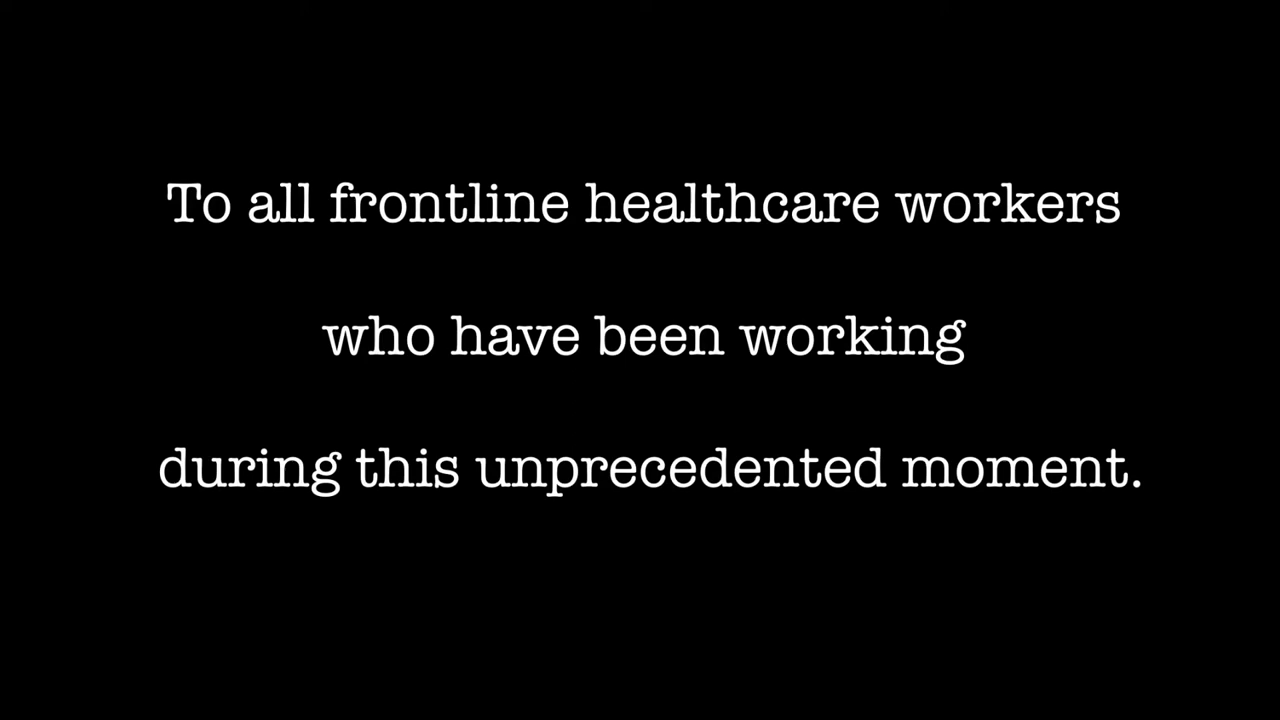 To all frontline healthcare workers
who have been working
during this unprecedented moment.